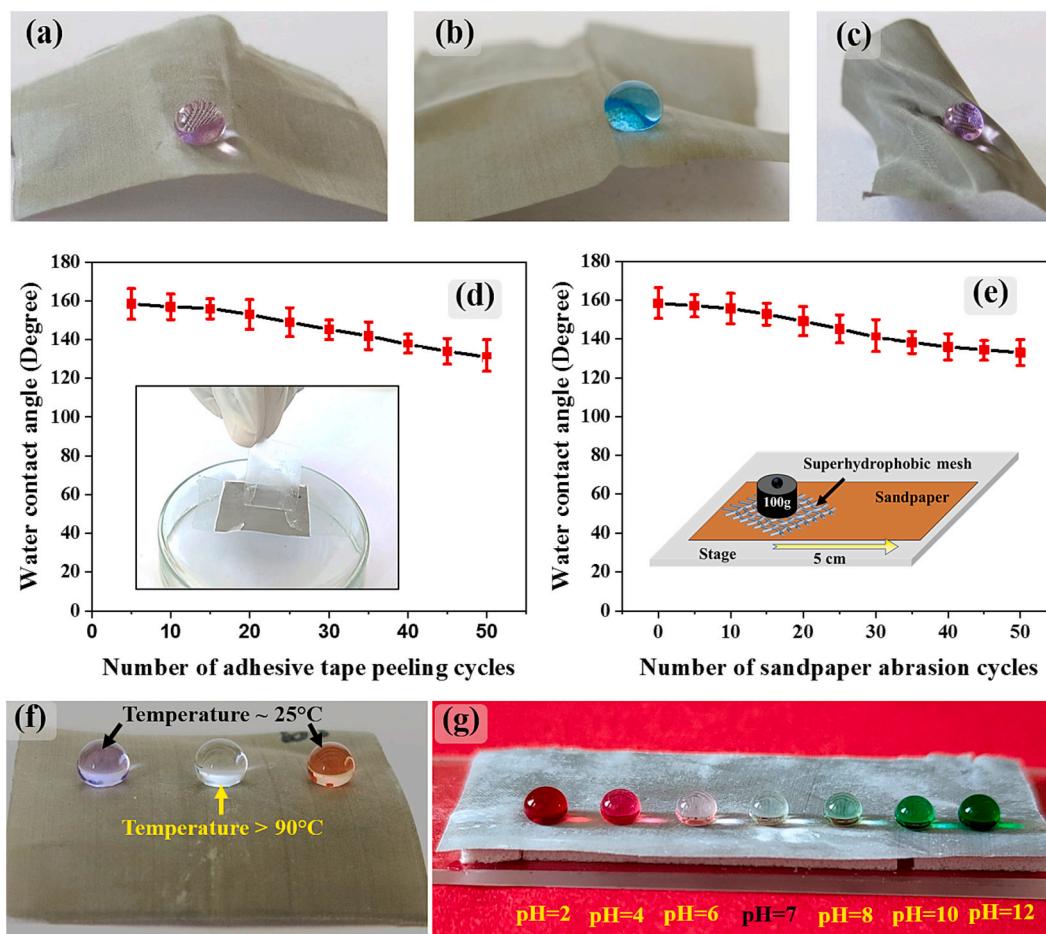 (a)
(b)
(c)
180
160
140
120
100
80
60
40
20
0
Water contact angle (Degree)
(d)
0
10
20
30
40
50
Number of adhesive tape peeling cycles
180
160
140
120
100
80
60
40
20
0
Water contact angle (Degree)
(e)
Superhydrophobic mesh
100g
Sandpaper
Stage
5 cm
0
10
20
30
40
50
Number of sandpaper abrasion cycles
(f)
Temperature ~ 25°C
Temperature > 90°C
(g)
pH=2 pH=4 pH=6 pH=7 pH=8 pH=10 pH=12